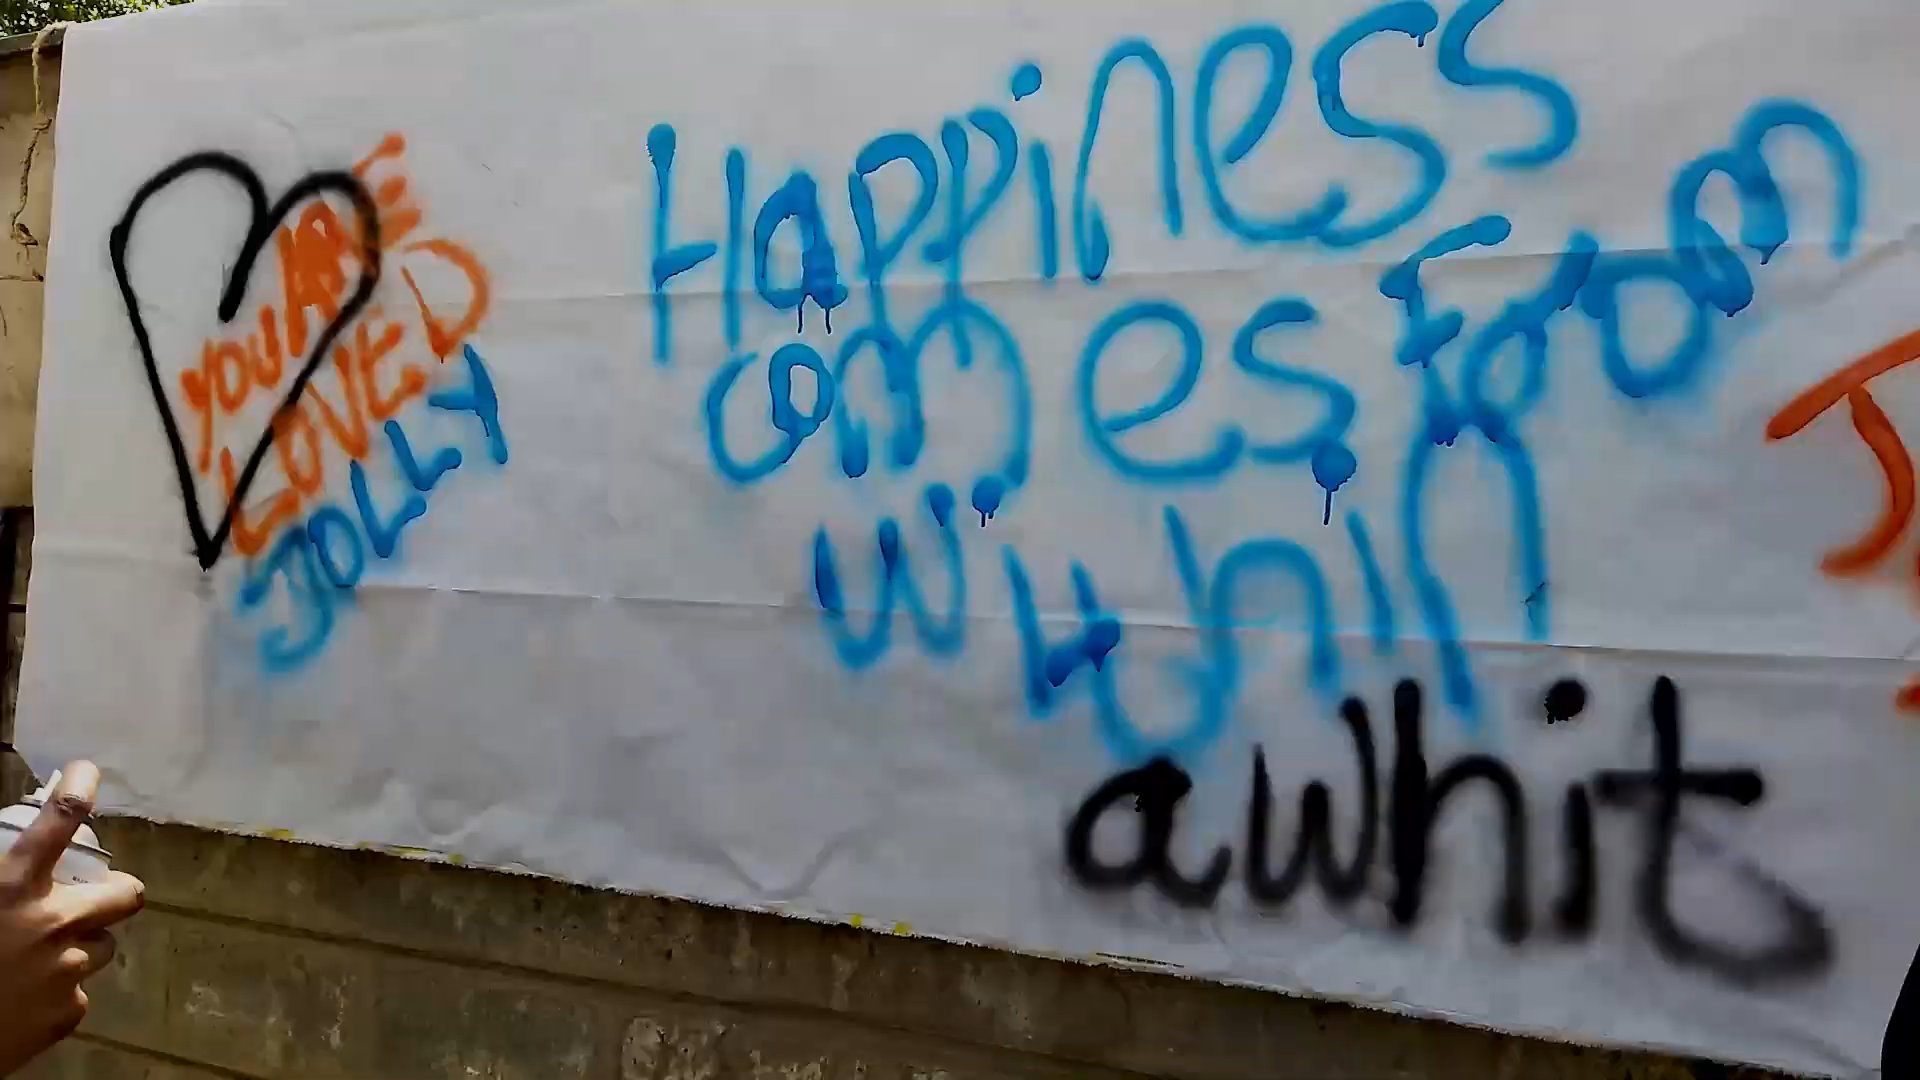 YOU ARE
LOVED
JOLLY
Happiness
comes From
Within
awhit